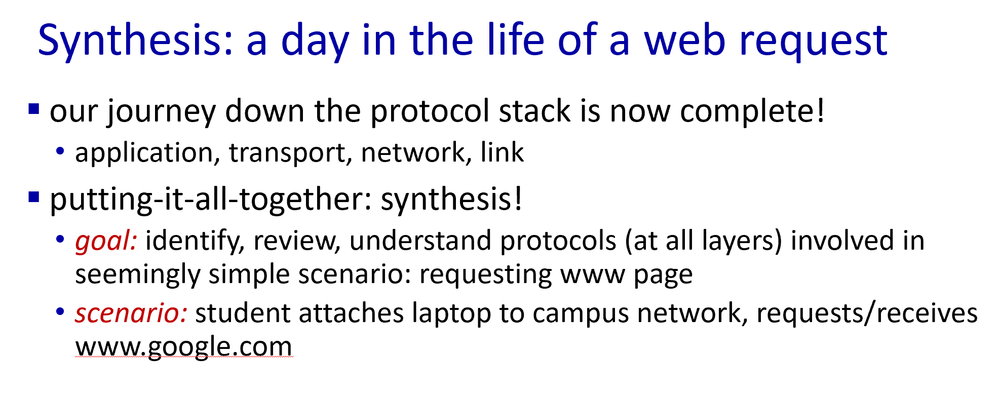 Synthesis: a day in the life of a web request
▪ our journey down the protocol stack is now complete!
• application, transport, network, link
▪ putting-it-all-together: synthesis!
• goal: identify, review, understand protocols (at all layers) involved in
seemingly simple scenario: requesting www page
• scenario: student attaches laptop to campus network, requests/receives
www.google.com